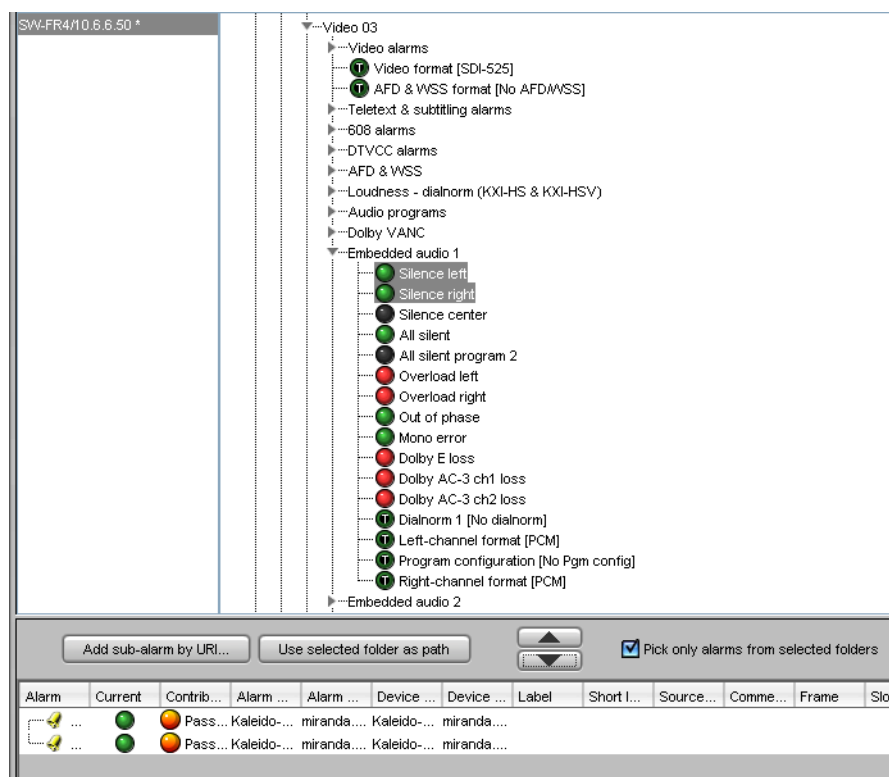 SW-FR4/10.6.6.50 *
Video 03
Video alarms
T Video format [SDI-525]
T AFD & WSS format [No AFD/WSS]
Teletext & subtitling alarms
608 alarms
DTVCC alarms
AFD & WSS
Loudness - dialnorm (KXI-HS & KXI-HSV)
Audio programs
Dolby VANC
Embedded audio 1
Silence left
Silence right
Silence center
All silent
All silent program 2
Overload left
Overload right
Out of phase
Mono error
Dolby E loss
Dolby AC-3 ch1 loss
Dolby AC-3 ch2 loss
T Dialnorm 1 [No dialnorm]
T Left-channel format [PCM]
T Program configuration [No Pgm config]
T Right-channel format [PCM]
Embedded audio 2
Add sub-alarm by URI... Use selected folder as path Pick only alarms from selected folders
Alarm Current Contrib... Alarm ... Alarm ... Device ... Device ... Label Short l... Source... Comme... Frame Slo
... Pass... Kaleido-... miranda.... Kaleido-... miranda....
... Pass... Kaleido-... miranda.... Kaleido-... miranda....